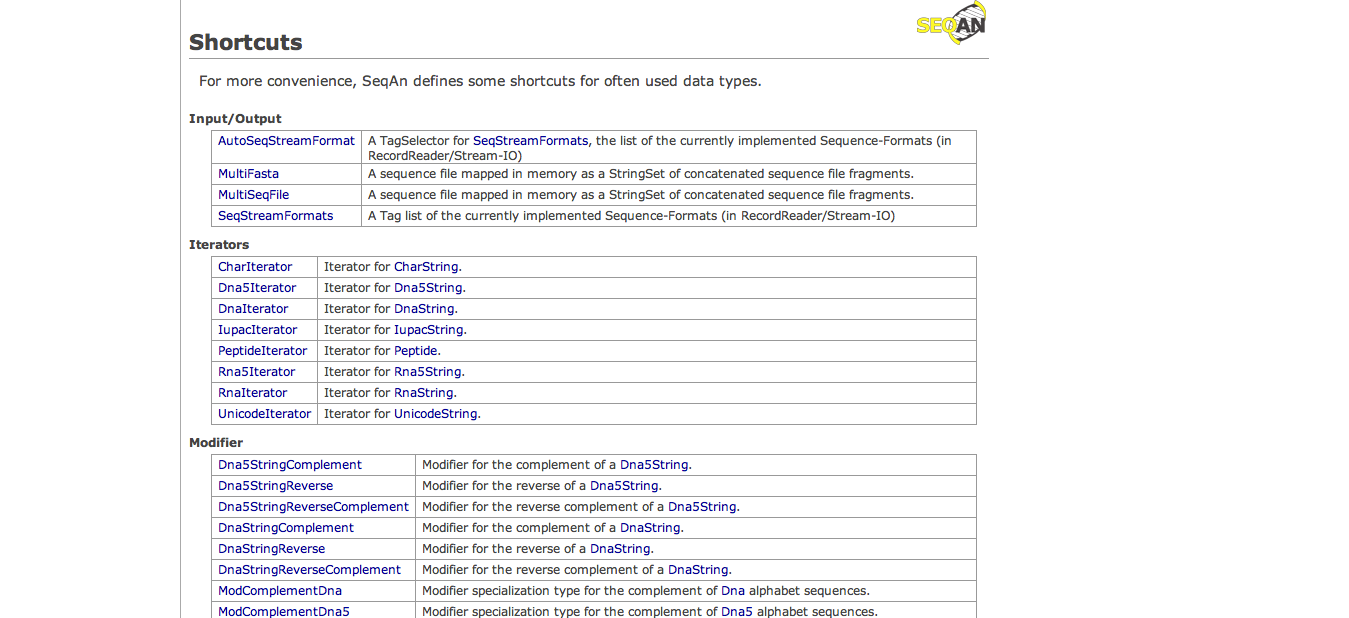 SEQAN
Shortcuts
For more convenience, SeqAn defines some shortcuts for often used data types.
Input/Output
AutoSeqStreamFormat A TagSelector for SeqStreamFormats, the list of the currently implemented Sequence-Formats (in
RecordReader/Stream-IO)
MultiFasta A sequence file mapped in memory as a StringSet of concatenated sequence file fragments.
MultiSeqFile A sequence file mapped in memory as a StringSet of concatenated sequence file fragments.
SeqStreamFormats A Tag list of the currently implemented Sequence-Formats (in RecordReader/Stream-IO)
Iterators
CharIterator Iterator for CharString.
Dna5Iterator Iterator for Dna5String.
DnaIterator Iterator for DnaString.
IupacIterator Iterator for IupacString.
PeptideIterator Iterator for Peptide.
Rna5Iterator Iterator for Rna5String.
RnaIterator Iterator for RnaString.
UnicodeIterator Iterator for UnicodeString.
Modifier
Dna5StringComplement Modifier for the complement of a Dna5String.
Dna5StringReverse Modifier for the reverse of a Dna5String.
Dna5StringReverseComplement Modifier for the reverse complement of a Dna5String.
DnaStringComplement Modifier for the complement of a DnaString.
DnaStringReverse Modifier for the reverse of a DnaString.
DnaStringReverseComplement Modifier for the reverse complement of a DnaString.
ModComplementDna Modifier specialization type for the complement of Dna alphabet sequences.
ModComplementDna5 Modifier specialization type for the complement of Dna5 alphabet sequences.